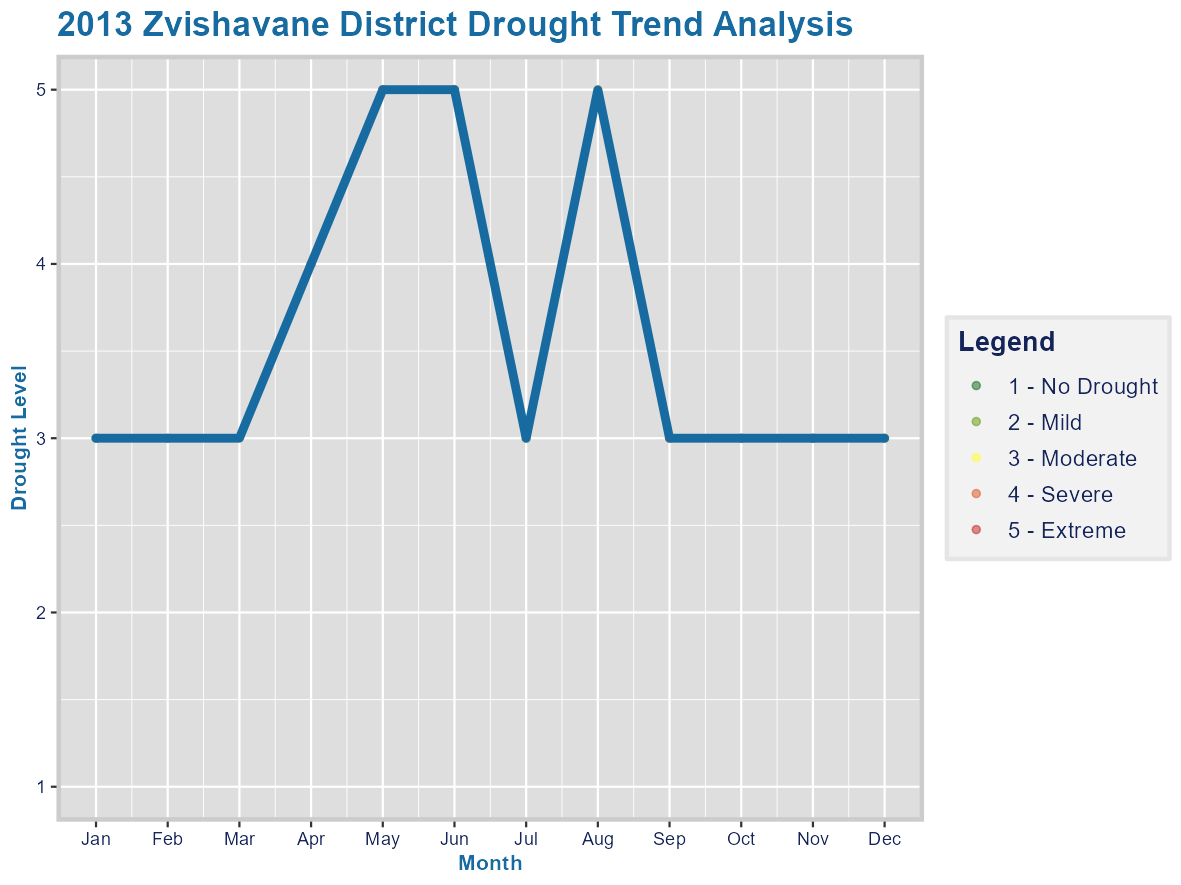 2013 Zvishavane District Drought Trend Analysis
Drought Level
5
4
3
2
1
Jan Feb Mar Apr May Jun Jul Aug Sep Oct Nov Dec
Month
Legend
1 - No Drought
2 - Mild
3 - Moderate
4 - Severe
5 - Extreme